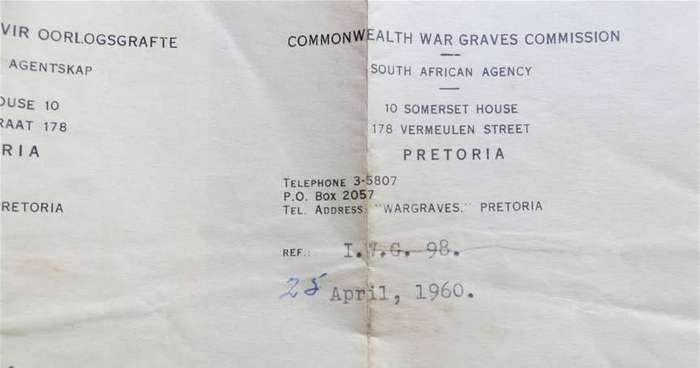 VIR OORLOGSGRAFTE
AGENTSKAP
OUSE 10
RAAT 178
RIA
RETORIA
COMMONWEALTH WAR GRAVES COMMISSION
SOUTH AFRICAN AGENCY
10 SOMERSET HOUSE
178 VERMEULEN STREET
PRETORIA
TELEPHONE 3-5807
P.O. BOX 2057
TEL. ADDRESS: "WARGRAVES," PRETORIA
REF.: 98.
April, 1960.